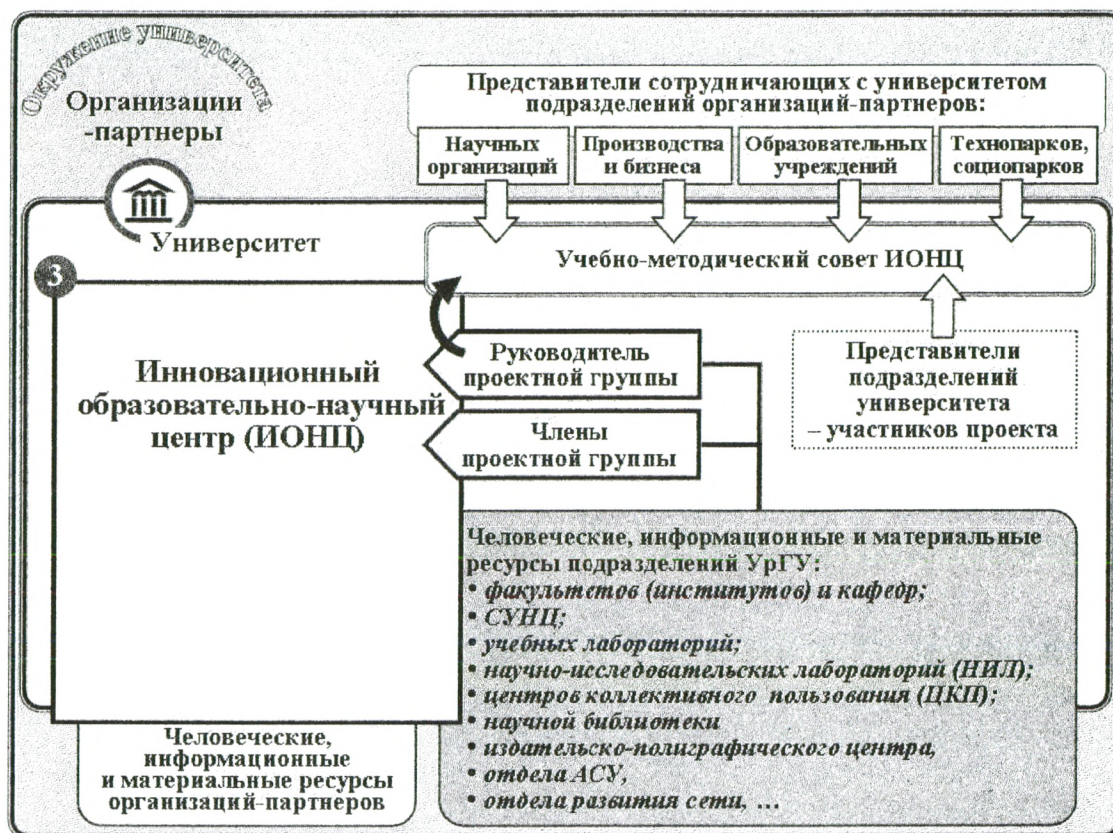 Окружение университета
Организации
-партнеры
Представители сотрудничающих с университетом
подразделений организаций-партнеров:
Научных
организаций
Производства
и бизнеса
Образовательных
учреждений
Технопарков,
социопарков
Университет
Учебно-методический совет ИОНЦ
3
Инновационный
образовательно-научный
центр (ИОНЦ)
Руководитель
проектной группы
Члены
проектной группы
Представители
подразделений
университета
– участников проекта
Человеческие, информационные и материальные
ресурсы подразделений УрГУ:
• факультетов (институтов) и кафедр;
• СУНЦ;
• учебных лабораторий;
• научно-исследовательских лабораторий (НИЛ);
• центров коллективного пользования (ЦКП);
• научной библиотеки
• издательско-полиграфического центра,
• отдела АСУ,
• отдела развития сети, ...
Человеческие,
информационные
и материальные ресурсы
организаций-партнеров